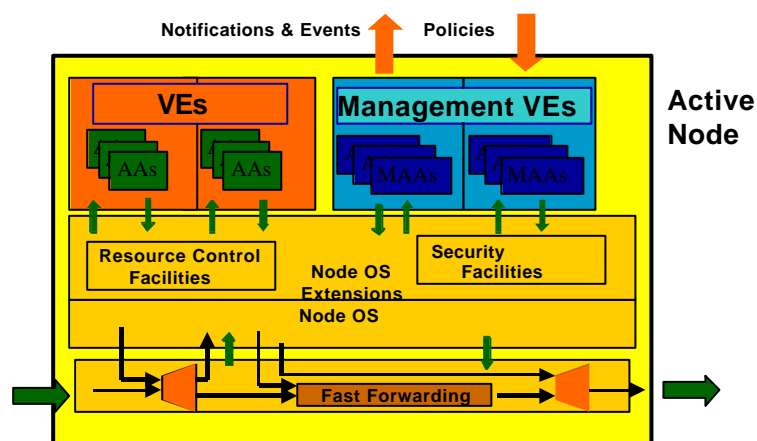 Notifications & Events
Policies
VEs
Management VEs
Active
Node
AAs
AAs
MAAs
MAAs
Resource Control
Facilities
Security
Facilities
Node OS
Extensions
Node OS
Fast Forwarding